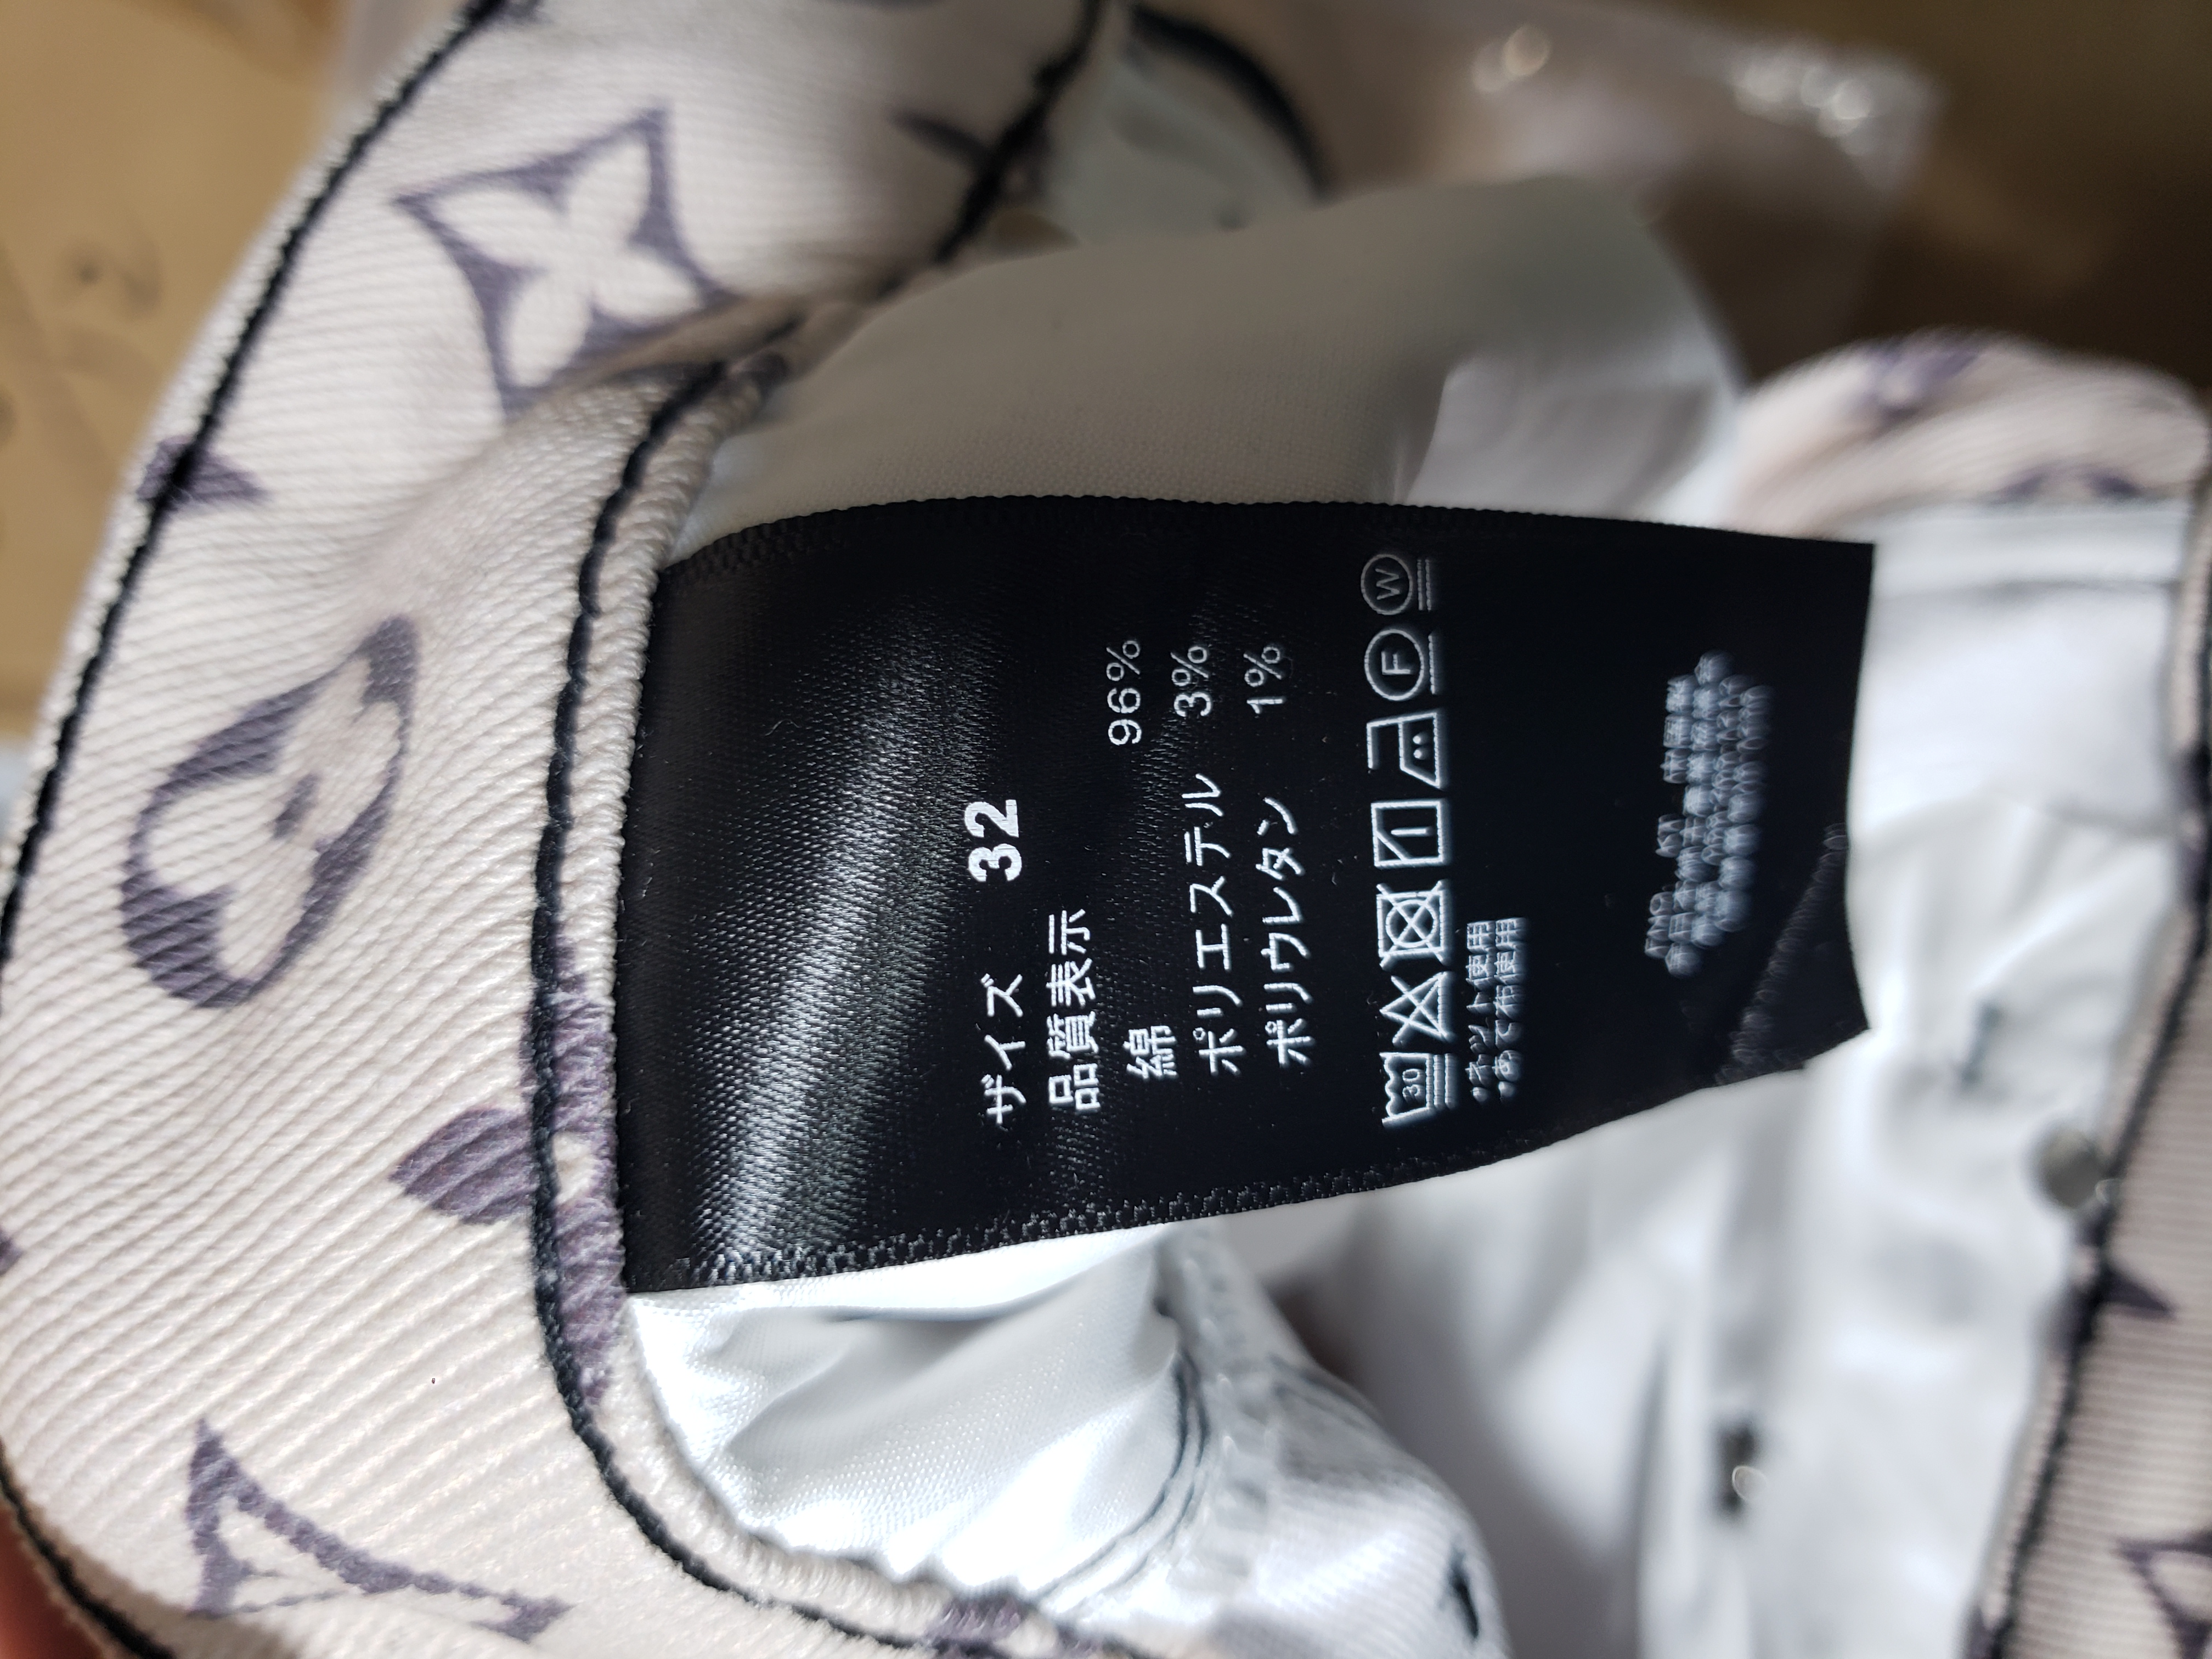 サイズ 32
品質表示
綿 96%
ポリエステル 3%
ポリウレタン 1%
30 F W
・ネット使用
・あて布使用